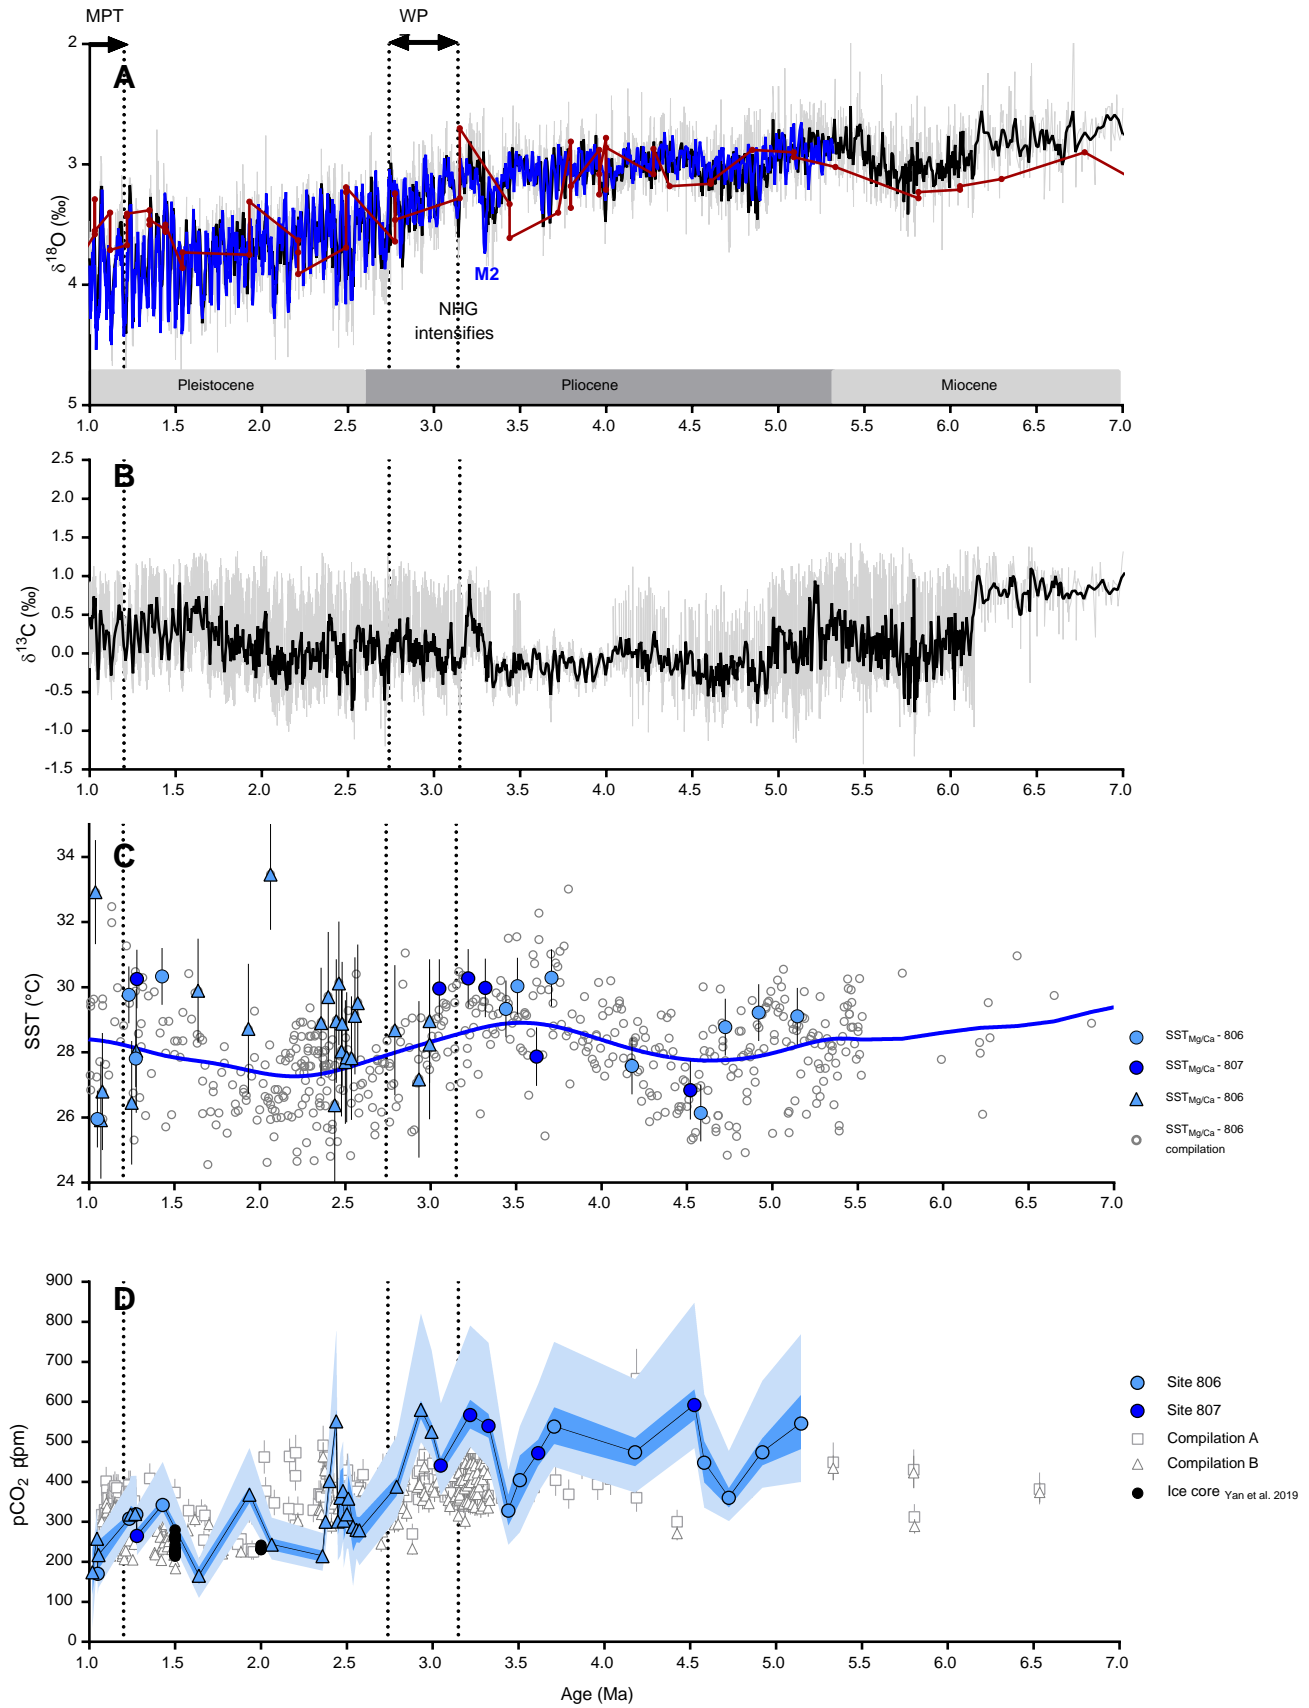 MPT
WP
A
2
3
4
5
δ18O (‰)
M2
NHG
intensifies
Pleistocene
Pliocene
Miocene
1.0 1.5 2.0 2.5 3.0 3.5 4.0 4.5 5.0 5.5 6.0 6.5 7.0
B
2.5
2.0
1.5
1.0
0.5
0.0
-0.5
-1.0
-1.5
δ13C (‰)
1.0 1.5 2.0 2.5 3.0 3.5 4.0 4.5 5.0 5.5 6.0 6.5 7.0
C
34
32
30
28
26
24
SST (°C)
SSTMg/Ca - 806
SSTMg/Ca - 807
SSTMg/Ca - 806
SSTMg/Ca - 806
compilation
1.0 1.5 2.0 2.5 3.0 3.5 4.0 4.5 5.0 5.5 6.0 6.5 7.0
D
900
800
700
600
500
400
300
200
100
0
pCO2 (ppm)
Site 806
Site 807
Compilation A
Compilation B
Ice core Yan et al. 2019
1.0 1.5 2.0 2.5 3.0 3.5 4.0 4.5 5.0 5.5 6.0 6.5 7.0
Age (Ma)